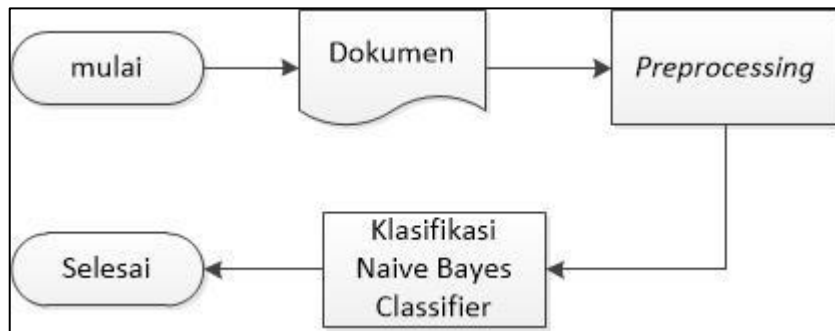 mulai
Dokumen
Preprocessing
Klasifikasi
Naive Bayes
Classifier
Selesai